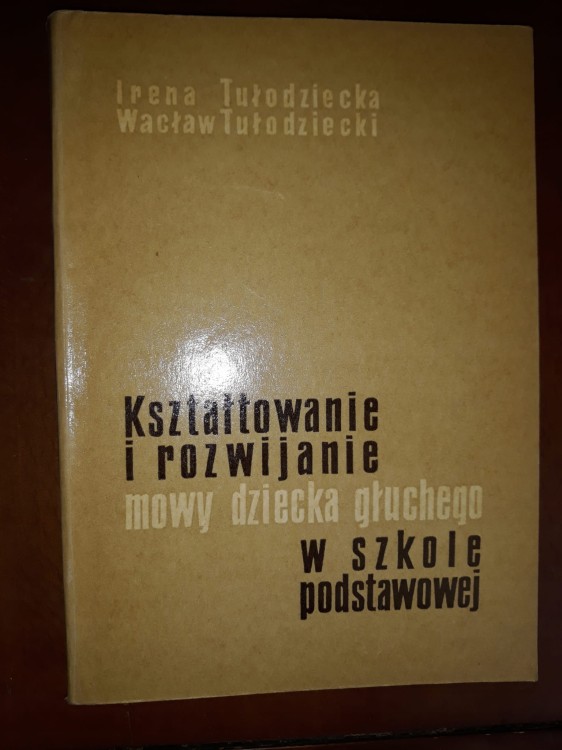 Irena Tułodziecka
Wacław Tułodziecki
Kształtowanie
i rozwijanie
mowy dziecka głuchego
w szkole
podstawowej